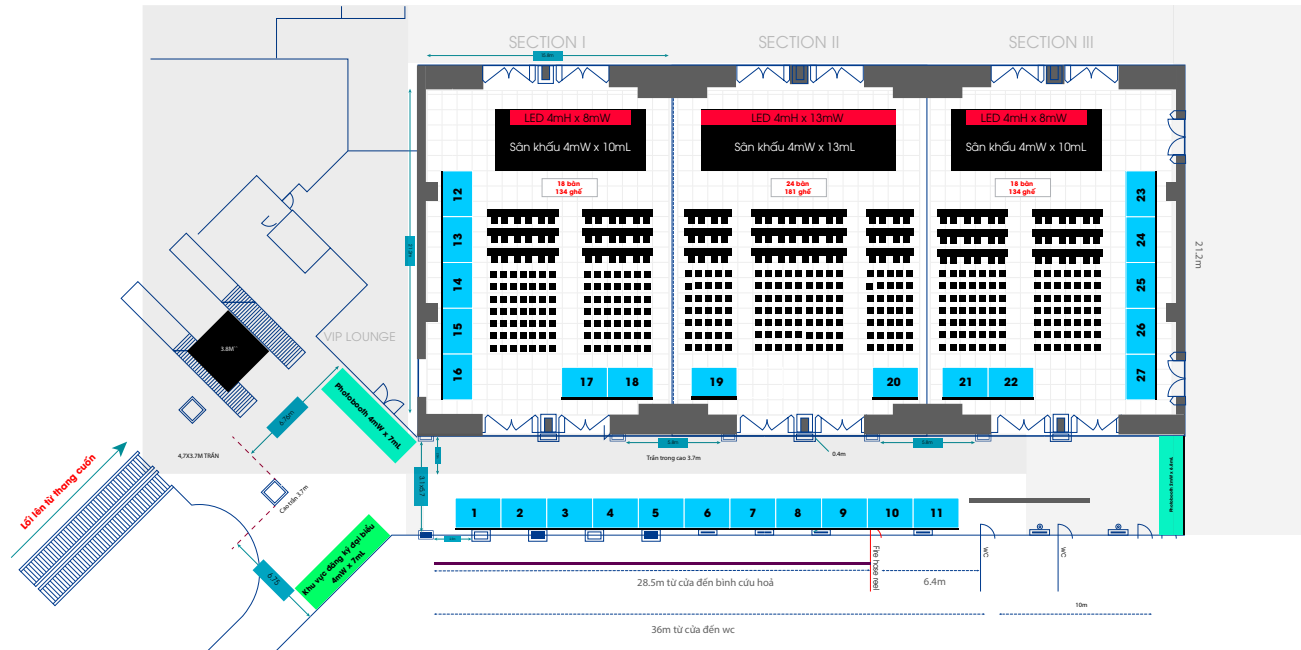 SECTION I
SECTION II
SECTION III
LED 4mH x 8mW
Sân khấu 4mW x 10mL
LED 4mH x 13mW
Sân khấu 4mW x 13mL
LED 4mH x 8mW
Sân khấu 4mW x 10mL
18 bàn
134 ghế
24 bàn
181 ghế
18 bàn
134 ghế
12
13
14
15
16
17
18
19
20
21
22
23
24
25
26
27
21.2m
VIP LOUNGE
3.8M
Photobooth 4mW x 7mL
6.76m
4,7X3.7M TRẦN
Cao trần 3.7m
Lối lên từ thang cuốn
Khu vực đăng ký đại biểu
4mW x 7mL
6.75
Trần trong cao 3.7m
0.4m
1
2
3
4
5
6
7
8
9
10
11
Fire hose reel
WC
WC
28.5m từ cửa đến bình cứu hoả
6.4m
10m
36m từ cửa đến wc